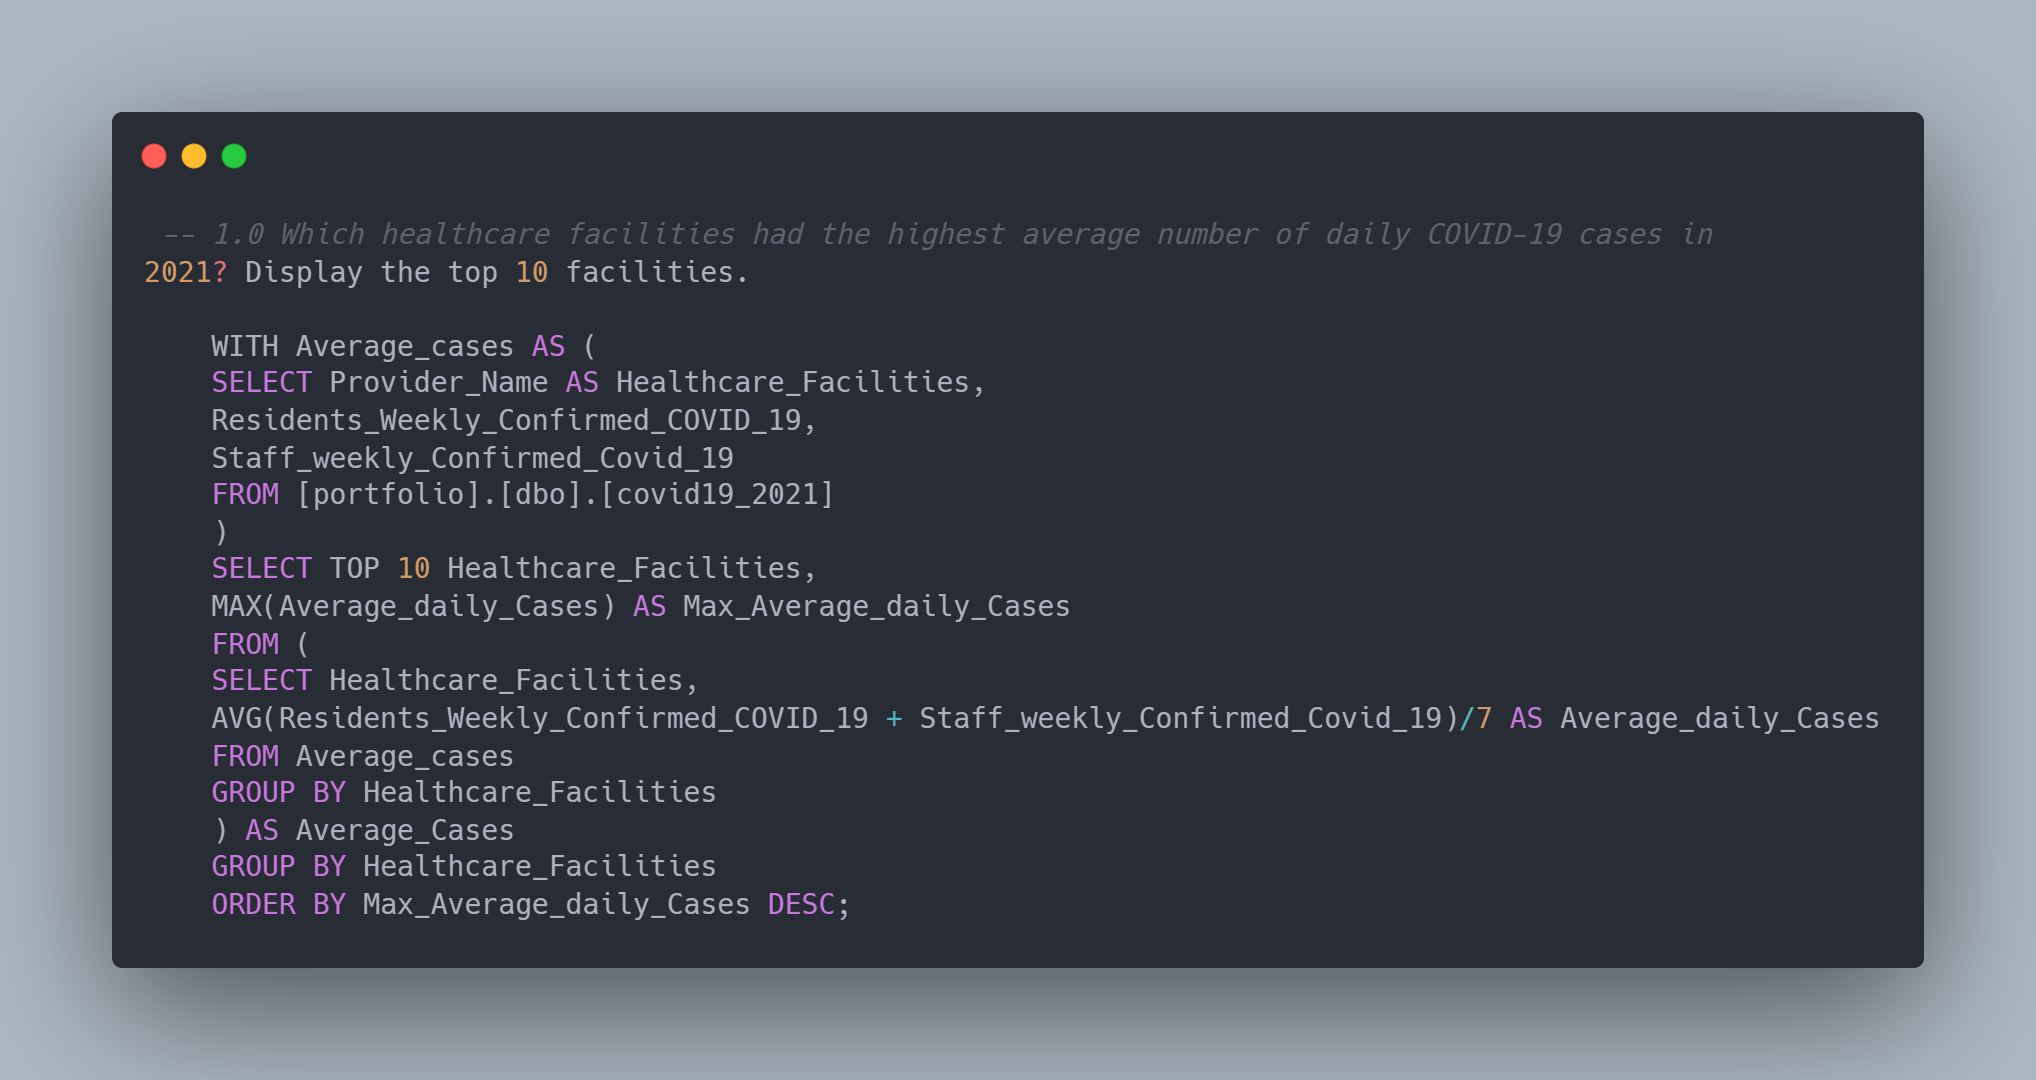 -- 1.0 Which healthcare facilities had the highest average number of daily COVID-19 cases in
2021? Display the top 10 facilities.
WITH Average_cases AS (
SELECT Provider_Name AS Healthcare_Facilities,
Residents_Weekly_Confirmed_COVID_19,
Staff_weekly_Confirmed_Covid_19
FROM [portfolio].[dbo].[covid19_2021]
)
SELECT TOP 10 Healthcare_Facilities,
MAX(Average_daily_Cases) AS Max_Average_daily_Cases
FROM (
SELECT Healthcare_Facilities,
AVG(Residents_Weekly_Confirmed_COVID_19 + Staff_weekly_Confirmed_Covid_19)/7 AS Average_daily_Cases
FROM Average_cases
GROUP BY Healthcare_Facilities
) AS Average_Cases
GROUP BY Healthcare_Facilities
ORDER BY Max_Average_daily_Cases DESC;